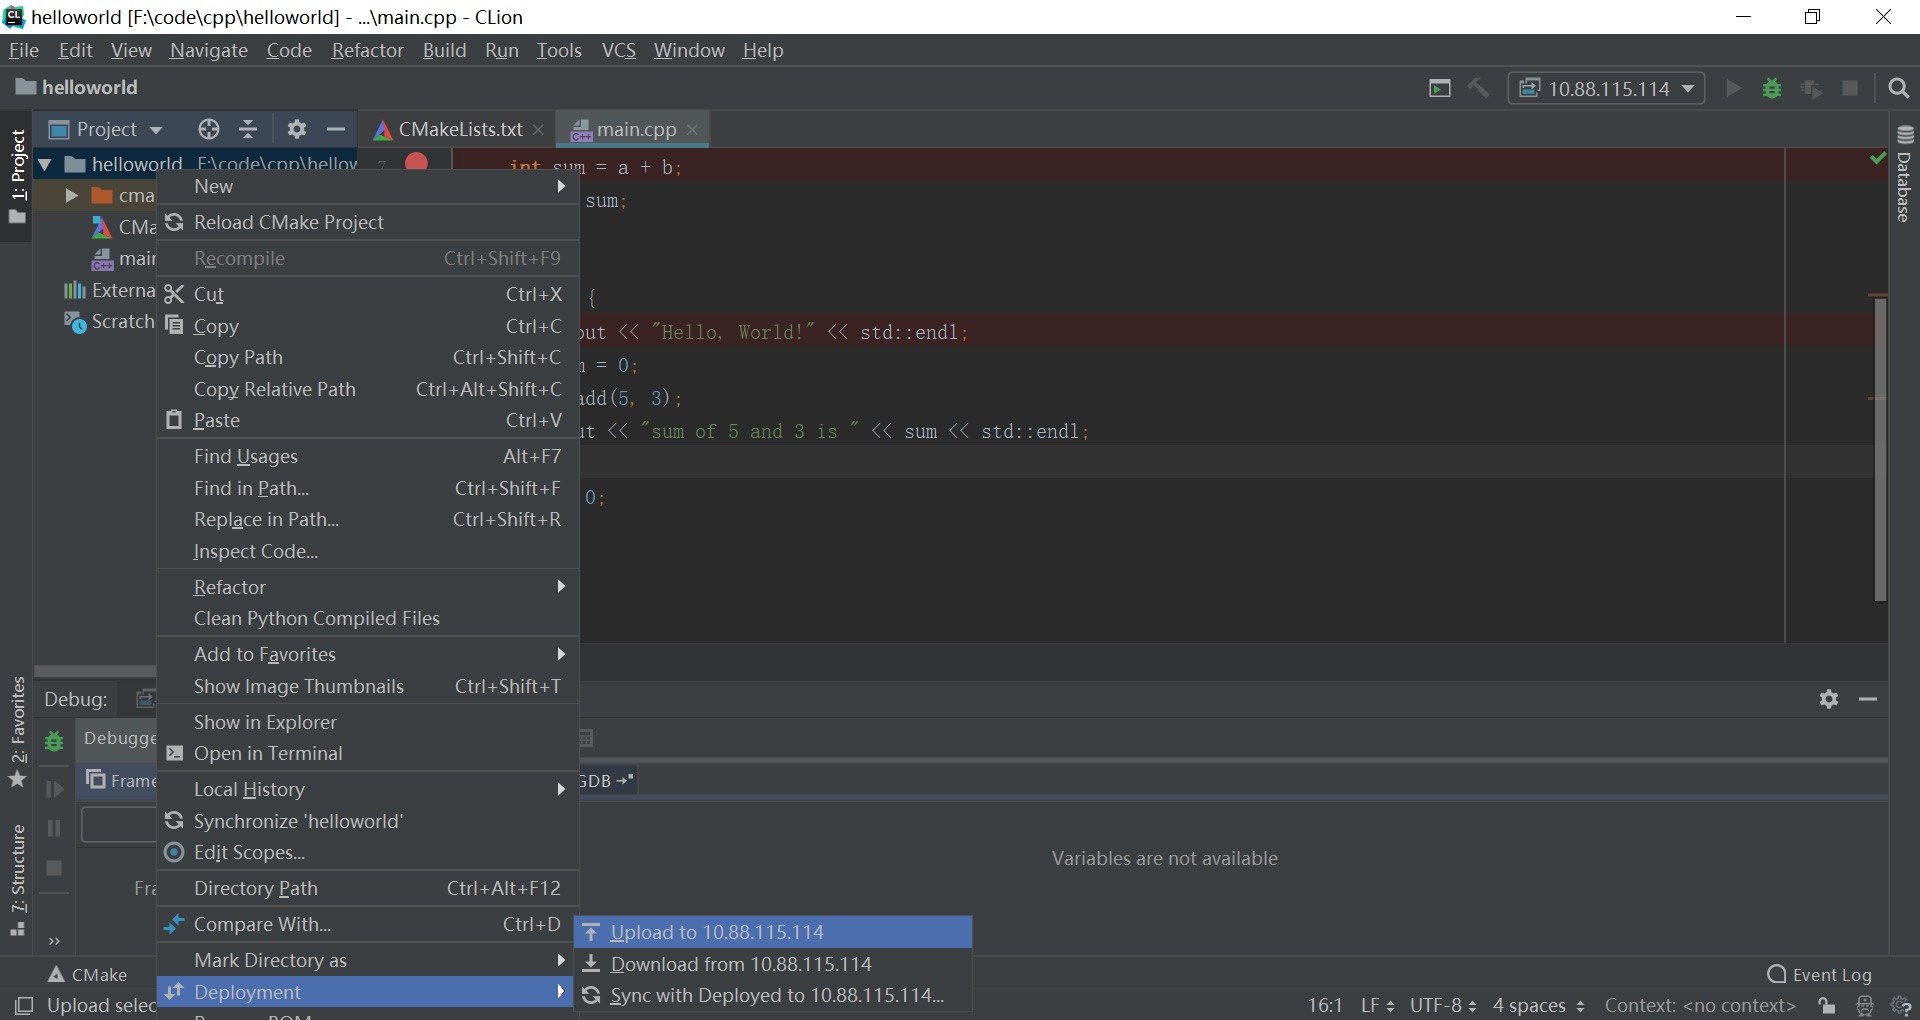 helloworld [F:\code\cpp\helloworld] - ...\main.cpp - CLion
File Edit View Navigate Code Refactor Build Run Tools VCS Window Help
helloworld
10.88.115.114
1: Project
Project
CMakeLists.txt
main.cpp
Database
helloworld F:\code\cpp\hellow
7 int sum = a + b;
New
cma
sum;
CMa
Reload CMake Project
main
Recompile Ctrl+Shift+F9
Externa
Cut Ctrl+X
{
Scratch
Copy Ctrl+C
out << "Hello, World!" << std::endl;
Copy Path Ctrl+Shift+C
= 0;
Copy Relative Path Ctrl+Alt+Shift+C
add(5, 3);
Paste Ctrl+V
ut << "sum of 5 and 3 is " << sum << std::endl;
Find Usages Alt+F7
Find in Path... Ctrl+Shift+F
0;
Replace in Path... Ctrl+Shift+R
Inspect Code...
Refactor
Clean Python Compiled Files
Add to Favorites
Show Image Thumbnails Ctrl+Shift+T
2: Favorites
Debug:
Show in Explorer
Debugge
Open in Terminal
Frame
GDB
Local History
Synchronize 'helloworld'
Edit Scopes...
Variables are not available
7: Structure
Fra
Directory Path Ctrl+Alt+F12
Compare With... Ctrl+D
Upload to 10.88.115.114
Mark Directory as
Download from 10.88.115.114
CMake
Event Log
Deployment
Sync with Deployed to 10.88.115.114...
Upload selec
16:1 LF UTF-8 4 spaces Context: <no context>